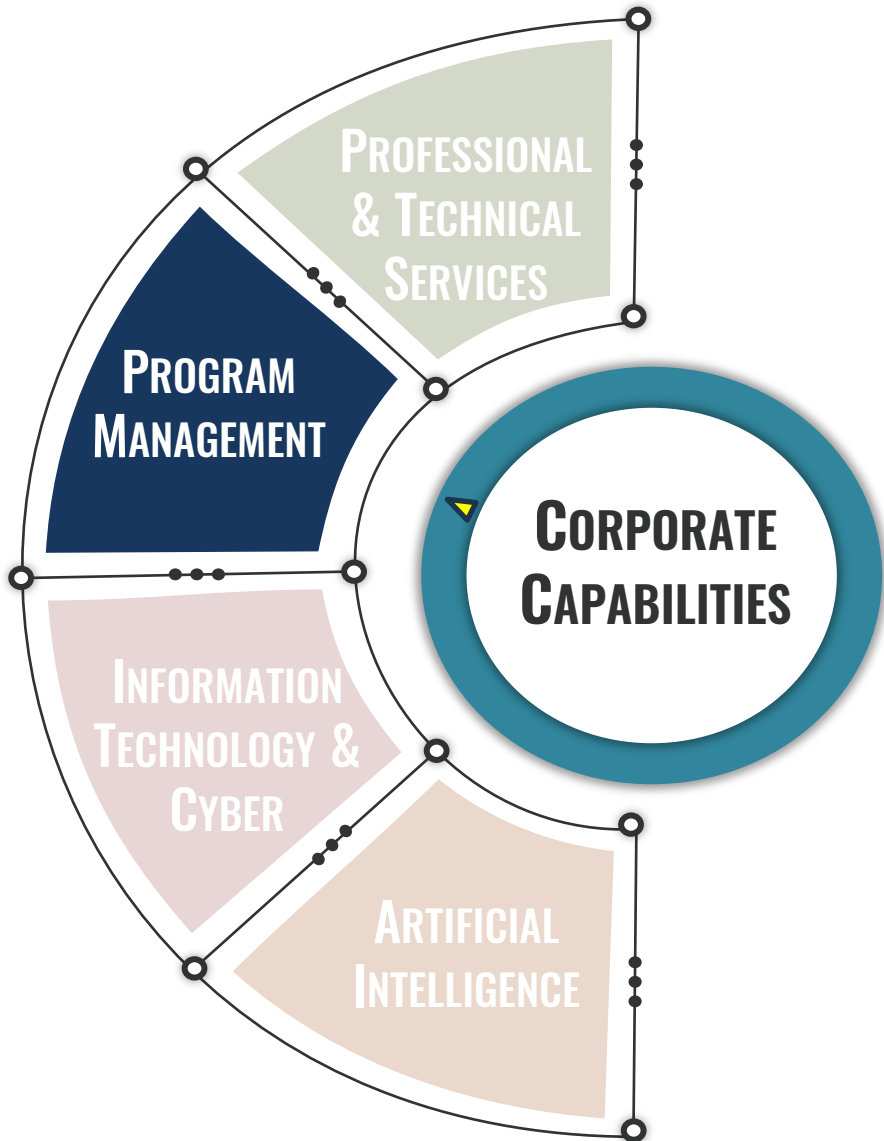 PROFESSIONAL
& TECHNICAL
SERVICES
PROGRAM
MANAGEMENT
CORPORATE
CAPABILITIES
INFORMATION
TECHNOLOGY &
CYBER
ARTIFICIAL
INTELLIGENCE